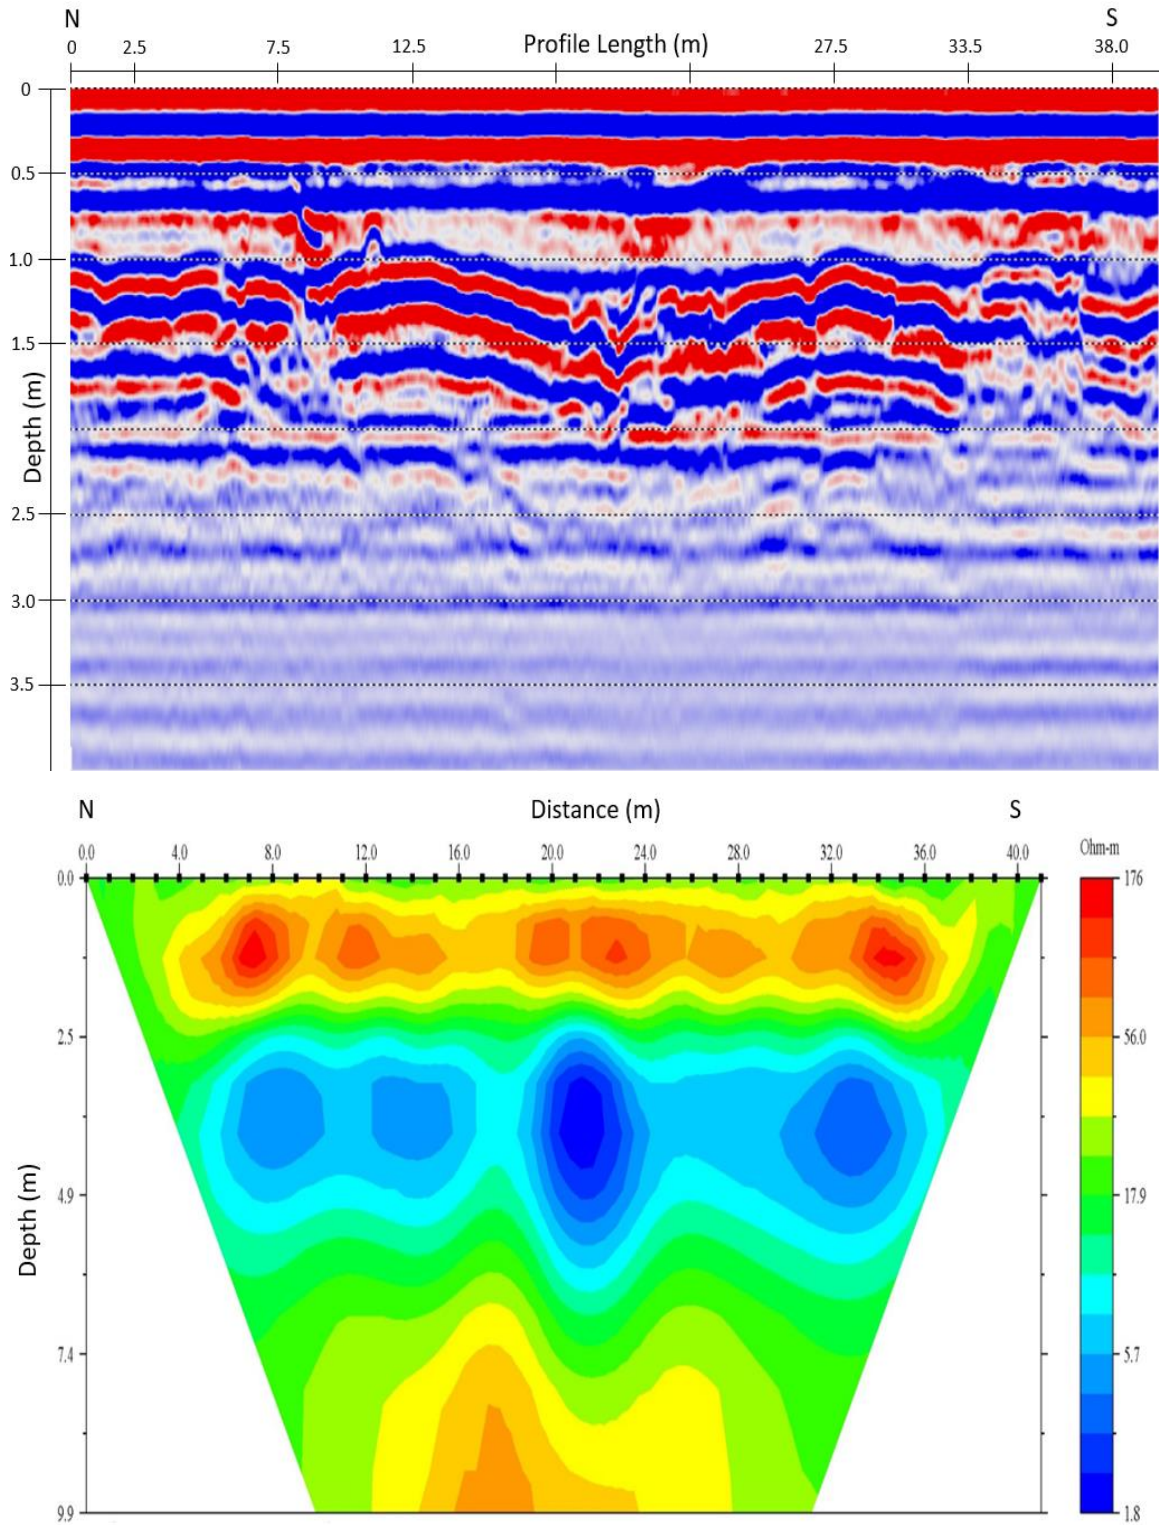 N S
0 2.5 7.5 12.5 Profile Length (m) 27.5 33.5 38.0
0
0.5
1.0
1.5
Depth (m)
2.5
3.0
3.5
N Distance (m) S
0.0 4.0 8.0 12.0 16.0 20.0 24.0 28.0 32.0 36.0 40.0 Ohm-m
0.0 176
2.5 56.0
4.9 17.9
Depth (m)
7.4 5.7
9.9 1.8